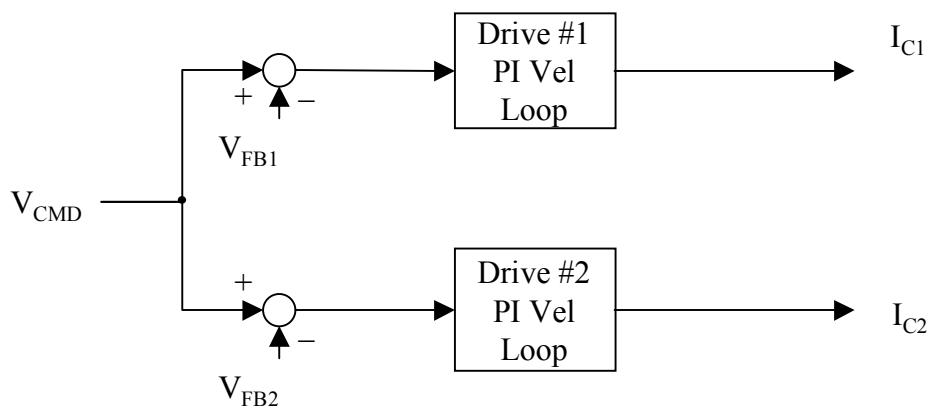 Drive #1
PI Vel
Loop
I_C1
+
−
V_FB1
V_CMD
+
−
V_FB2
Drive #2
PI Vel
Loop
I_C2